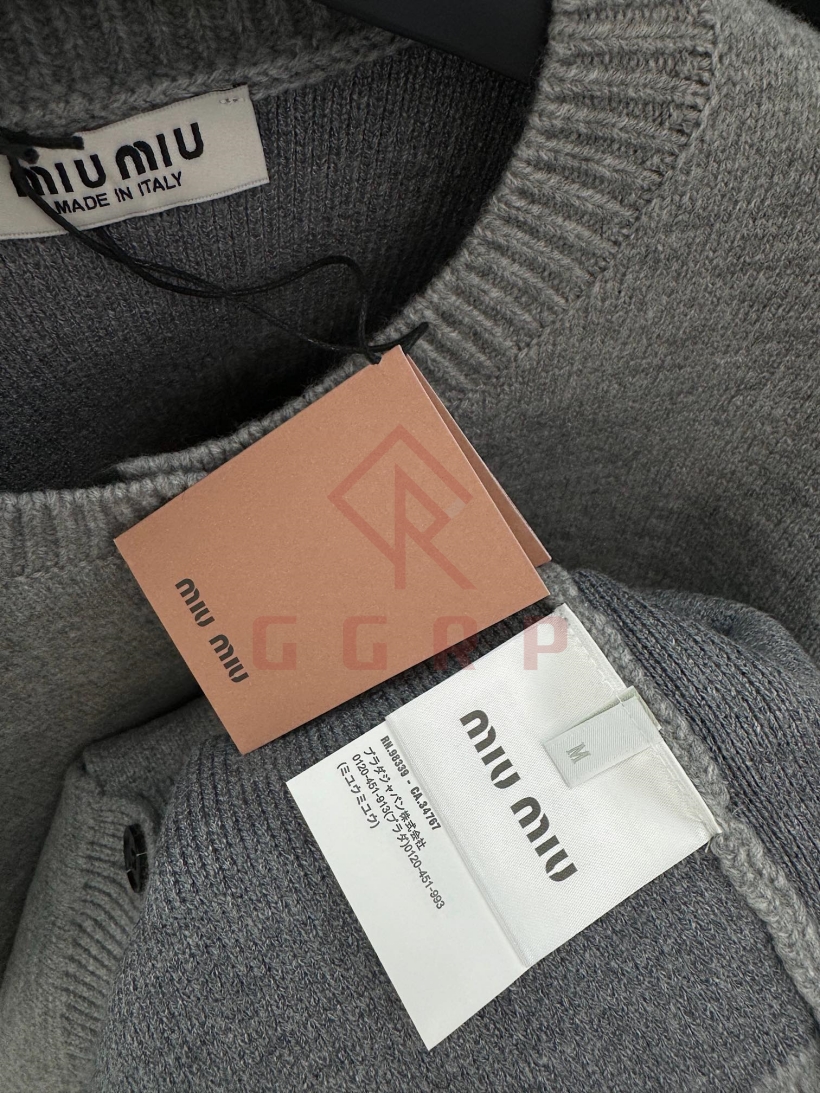 MIU MIU
MADE IN ITALY
MIU MIU
GGRP
MIU MIU
M
RN.98339 - CA.34767
プラダジャパン株式会社
0120-451-913(プラダ)0120-451-993
(ミュウミュウ)